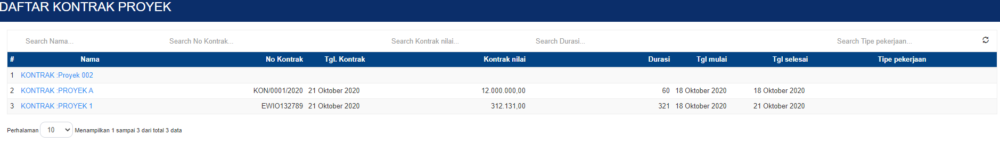 DAFTAR KONTRAK PROYEK
Search Nama... Search No Kontrak... Search Kontrak nilai... Search Durasi... Search Tipe pekerjaan...
# Nama No Kontrak Tgl. Kontrak Kontrak nilai Durasi Tgl mulai Tgl selesai Tipe pekerjaan
1 KONTRAK :Proyek 002
2 KONTRAK :PROYEK A KON/0001/2020 21 Oktober 2020 12.000.000,00 60 18 Oktober 2020 18 Oktober 2020
3 KONTRAK :PROYEK 1 EWIO132789 21 Oktober 2020 312.131,00 321 18 Oktober 2020 21 Oktober 2020
Perhalaman 10 Menampilkan 1 sampai 3 dari total 3 data